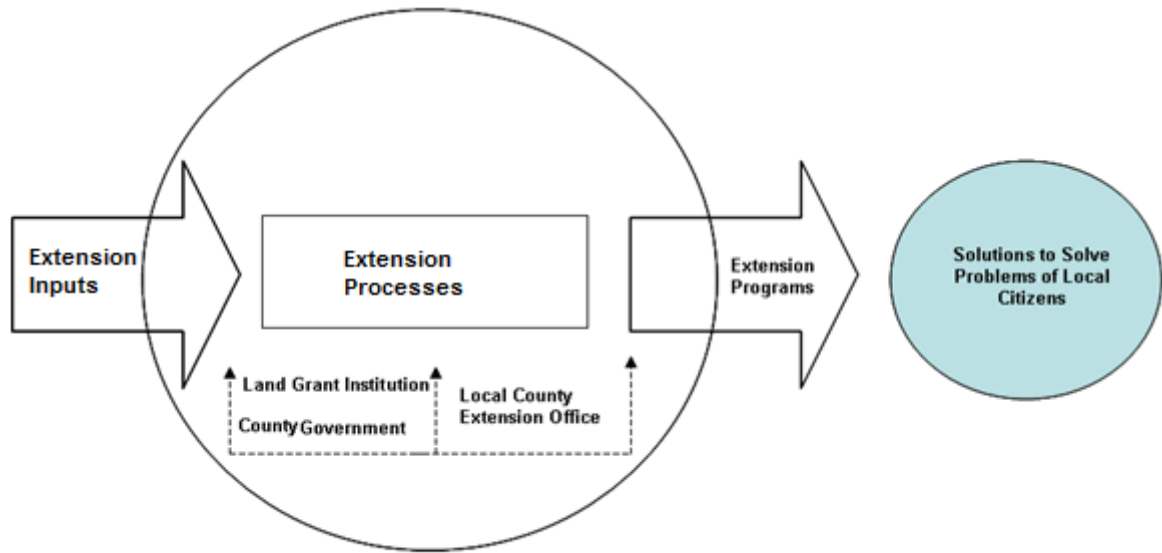 Extension
Inputs
Extension
Processes
Land Grant Institution
County Government
Local County
Extension Office
Extension
Programs
Solutions to Solve
Problems of Local
Citizens